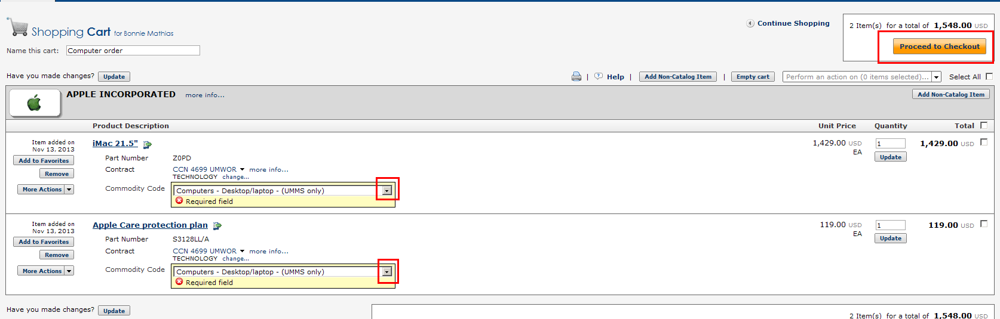 Shopping Cart for Bonnie Mathias
Continue Shopping
2 Item(s) for a total of 1,548.00 USD
Proceed to Checkout
Name this cart: Computer order
Have you made changes? Update
| Help | Add Non-Catalog Item | Empty cart Perform an action on (0 items selected)... Select All
APPLE INCORPORATED more info...
Add Non-Catalog Item
Product Description Unit Price Quantity Total
Item added on
Nov 13, 2013
Add to Favorites
Remove
More Actions
iMac 21.5"
1,429.00 USD
EA
1
Update
1,429.00 USD
Part Number Z0PD
Contract CCN 4699 UMWOR more info...
TECHNOLOGY change...
Commodity Code Computers - Desktop/laptop - (UMMS only)
Required field
Item added on
Nov 13, 2013
Add to Favorites
Remove
More Actions
Apple Care protection plan
119.00 USD
EA
1
Update
119.00 USD
Part Number S3128LL/A
Contract CCN 4699 UMWOR more info...
TECHNOLOGY change...
Commodity Code Computers - Desktop/laptop - (UMMS only)
Required field
Have you made changes? Update
2 Item(s) for a total of 1,548.00 USD